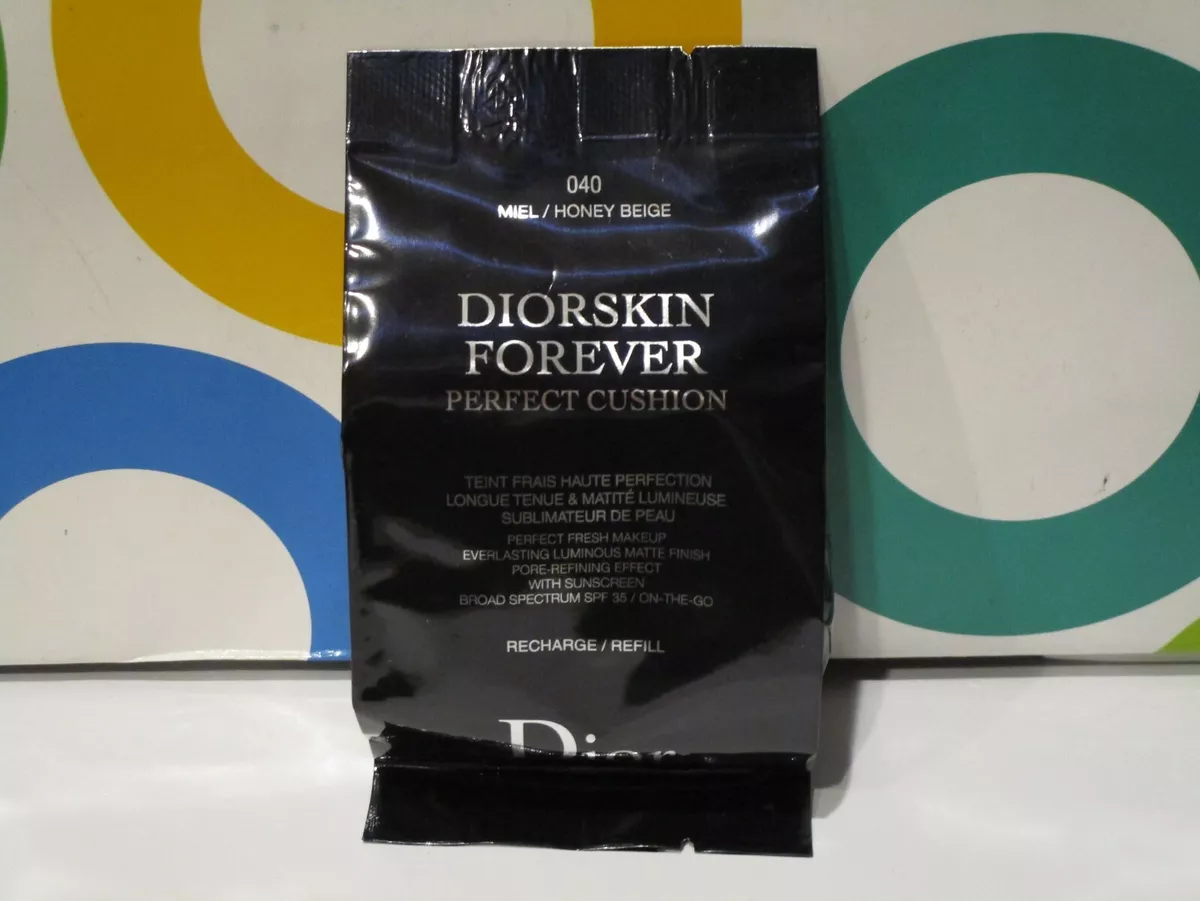 040
MIEL / HONEY BEIGE
DIORSKIN
FOREVER
PERFECT CUSHION
TEINT FRAIS HAUTE PERFECTION
LONGUE TENUE & MATITÉ LUMINEUSE
SUBLIMATEUR DE PEAU
PERFECT FRESH MAKEUP
EVERLASTING LUMINOUS MATTE FINISH
PORE-REFINING EFFECT
WITH SUNSCREEN
BROAD SPECTRUM SPF 35 / ON-THE-GO
RECHARGE / REFILL
Dior